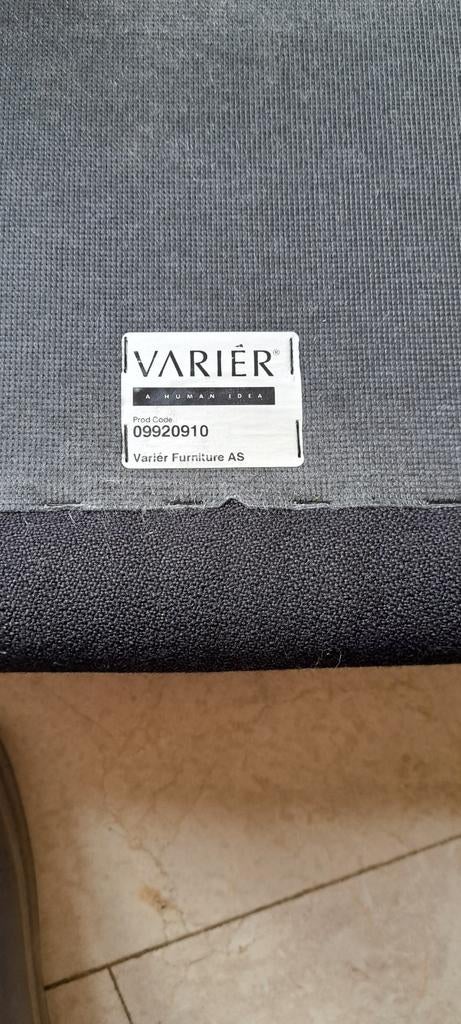 VARIÉR®
A HUMAN IDEA
Prod Code
09920910
Variér Furniture AS